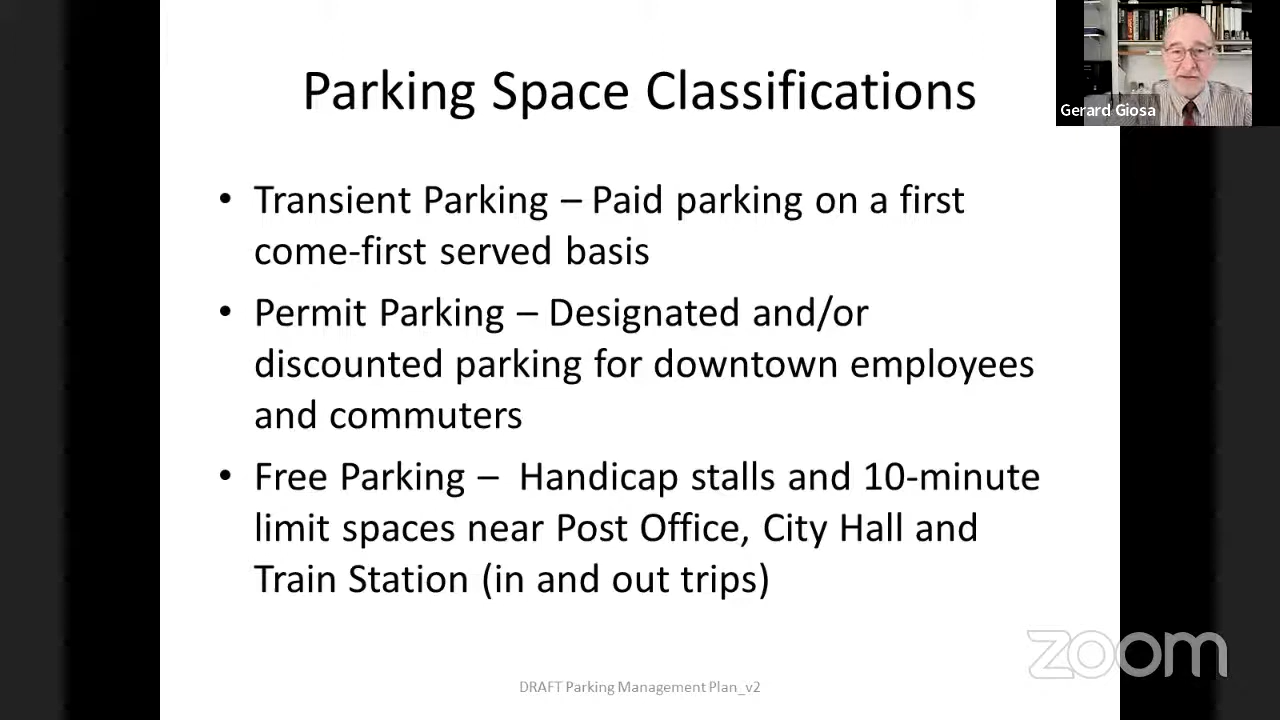 Parking Space Classifications
Gerard Giosa
• Transient Parking – Paid parking on a first
come-first served basis
• Permit Parking – Designated and/or
discounted parking for downtown employees
and commuters
• Free Parking – Handicap stalls and 10-minute
limit spaces near Post Office, City Hall and
Train Station (in and out trips)
zoom
DRAFT Parking Management Plan_v2